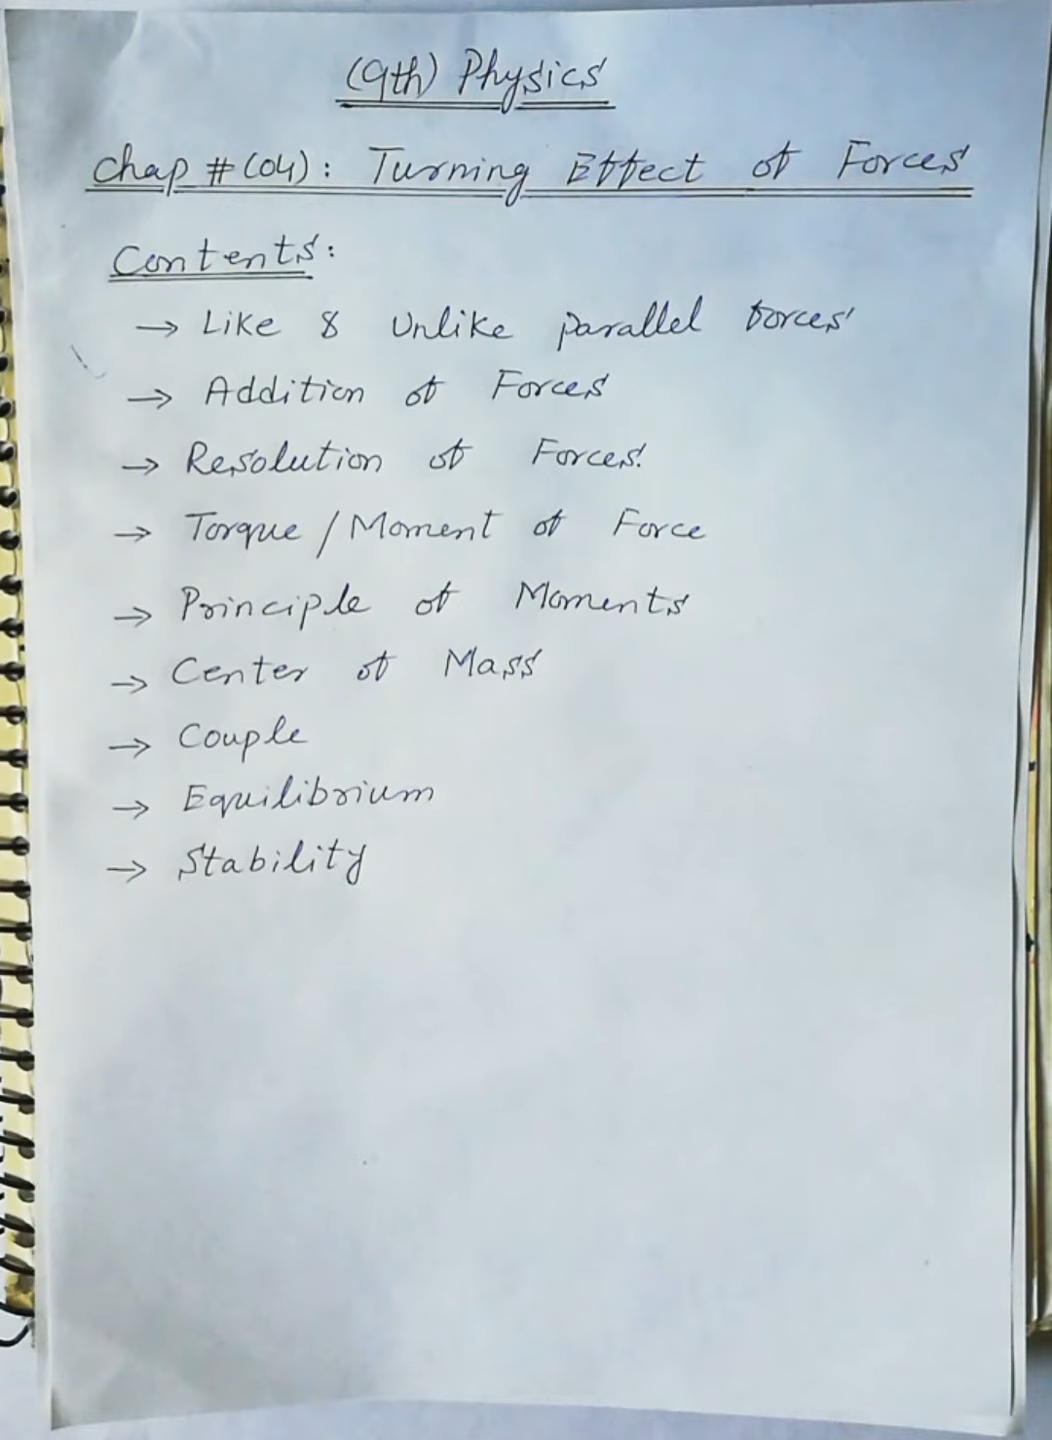 (9th) Physics
Chap # (04): Turning Effect of Forces
Contents:
→ Like & Unlike parallel forces
→ Addition of Forces
→ Resolution of Forces.
→ Torque / Moment of Force
→ Principle of Moments
→ Center of Mass
→ Couple
→ Equilibrium
→ Stability